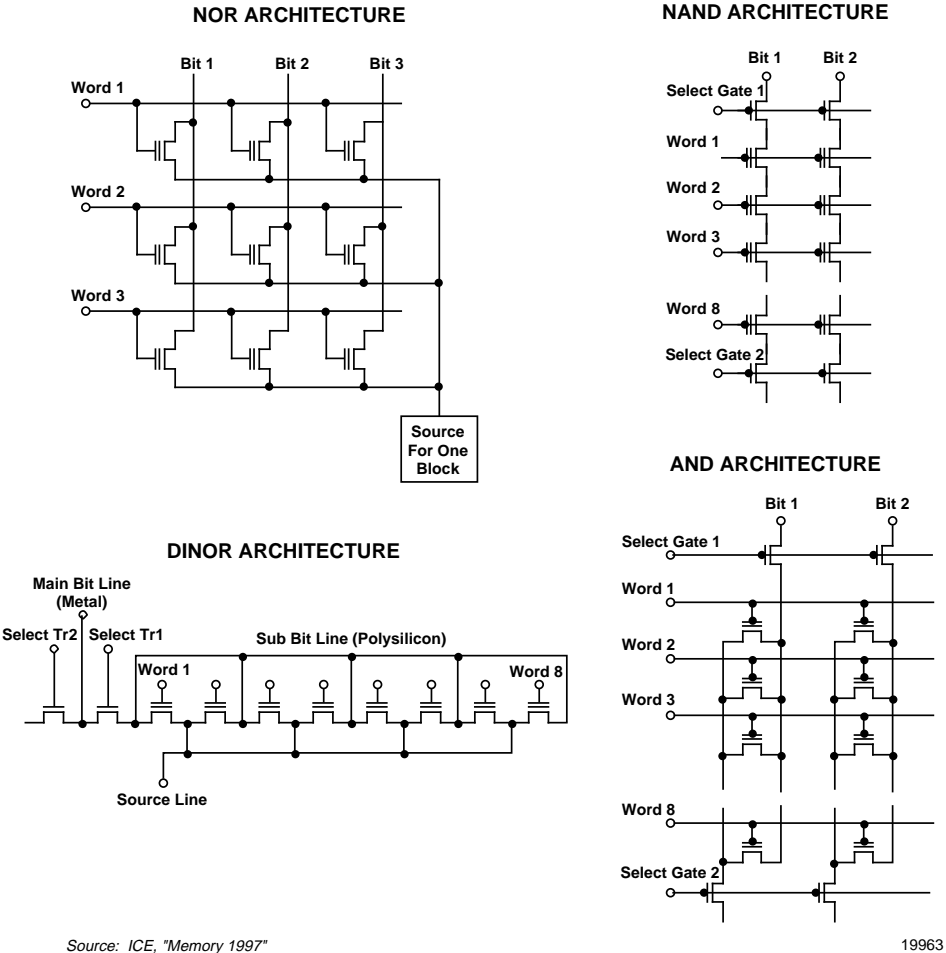 NOR ARCHITECTURE
Bit 1 Bit 2 Bit 3
Word 1
Word 2
Word 3
Source
For One
Block
NAND ARCHITECTURE
Bit 1 Bit 2
Select Gate 1
Word 1
Word 2
Word 3
Word 8
Select Gate 2
DINOR ARCHITECTURE
Main Bit Line
(Metal)
Select Tr2 Select Tr1
Sub Bit Line (Polysilicon)
Word 1 Word 8
Source Line
AND ARCHITECTURE
Bit 1 Bit 2
Select Gate 1
Word 1
Word 2
Word 3
Word 8
Select Gate 2
Source: ICE, "Memory 1997"
19963